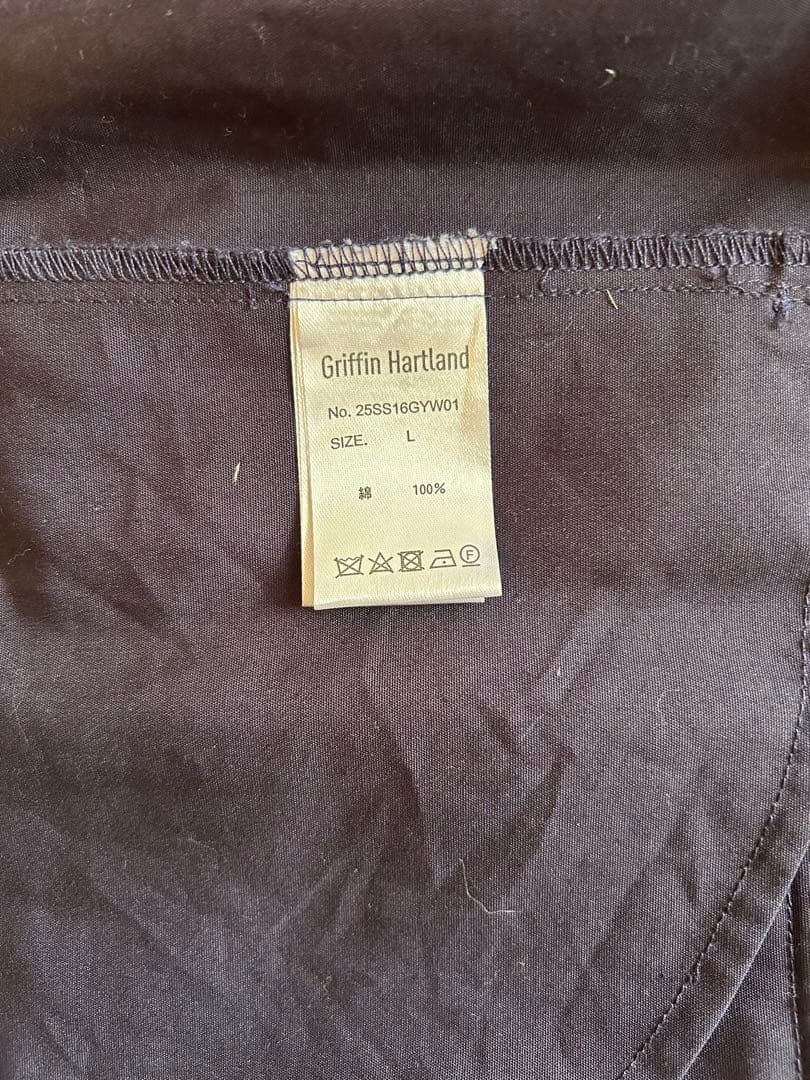 Griffin Hartland
No. 25SS16GYW01
SIZE. L
綿 100%
F